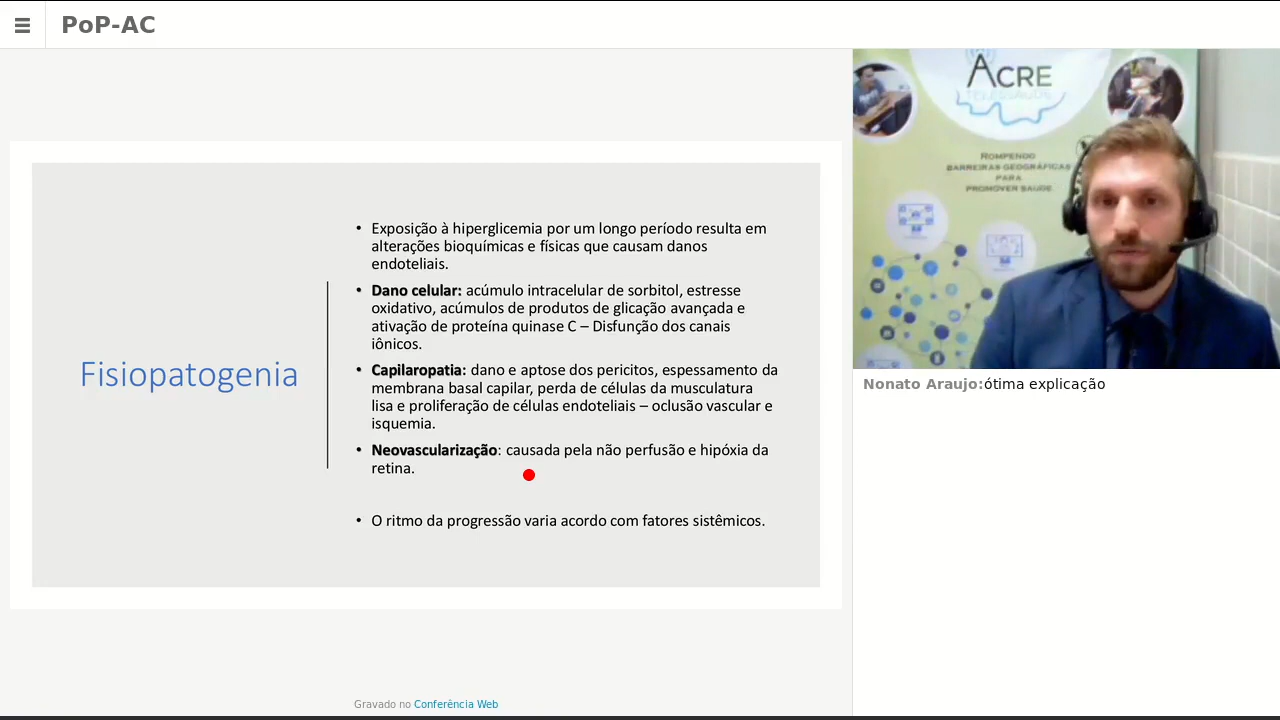 PoP-AC
Fisiopatogenia
• Exposição à hiperglicemia por um longo período resulta em
alterações bioquímicas e físicas que causam danos
endoteliais.
• Dano celular: acúmulo intracelular de sorbitol, estresse
oxidativo, acúmulos de produtos de glicação avançada e
ativação de proteína quinase C – Disfunção dos canais
iônicos.
• Capilaropatia: dano e aptose dos pericitos, espessamento da
membrana basal capilar, perda de células da musculatura
lisa e proliferação de células endoteliais – oclusão vascular e
isquemia.
• Neovascularização: causada pela não perfusão e hipóxia da
retina.
• O ritmo da progressão varia acordo com fatores sistêmicos.
ACRE
TELESSAÚDE
ROMPENDO
BARREIRAS GEOGRÁFICAS
PARA
PROMOVER SAÚDE
Nonato Araujo:ótima explicação
Gravado no Conferência Web